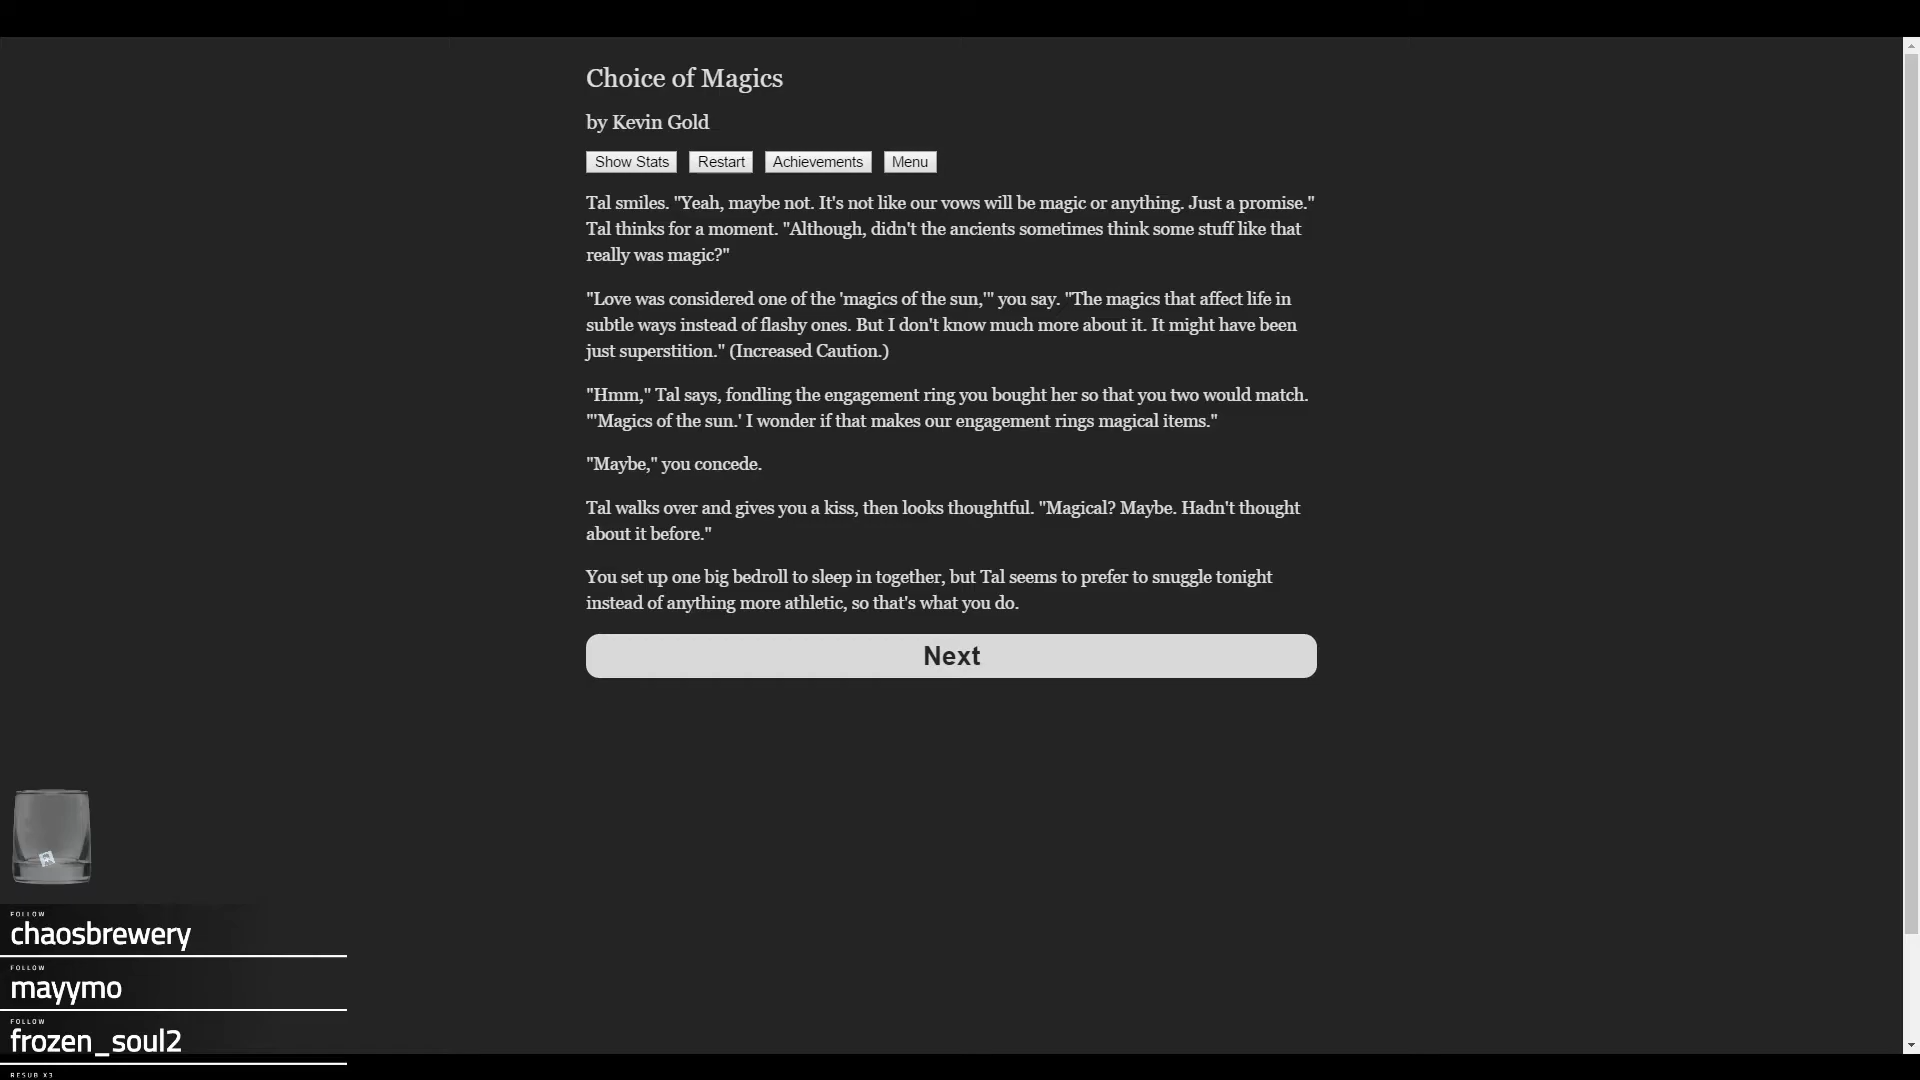 Choice of Magics
by Kevin Gold
Show Stats
Restart
Achievements
Menu
Tal smiles. "Yeah, maybe not. It's not like our vows will be magic or anything. Just a promise."
Tal thinks for a moment. "Although, didn't the ancients sometimes think some stuff like that
really was magic?"
"Love was considered one of the 'magics of the sun,'" you say. "The magics that affect life in
subtle ways instead of flashy ones. But I don't know much more about it. It might have been
just superstition." (Increased Caution.)
"Hmm," Tal says, fondling the engagement ring you bought her so that you two would match.
"'Magics of the sun.' I wonder if that makes our engagement rings magical items."
"Maybe," you concede.
Tal walks over and gives you a kiss, then looks thoughtful. "Magical? Maybe. Hadn't thought
about it before."
You set up one big bedroll to sleep in together, but Tal seems to prefer to snuggle tonight
instead of anything more athletic, so that's what you do.
Next
FOLLOW
chaosbrewery
FOLLOW
mayymo
FOLLOW
frozen_soul2
RESUB X3